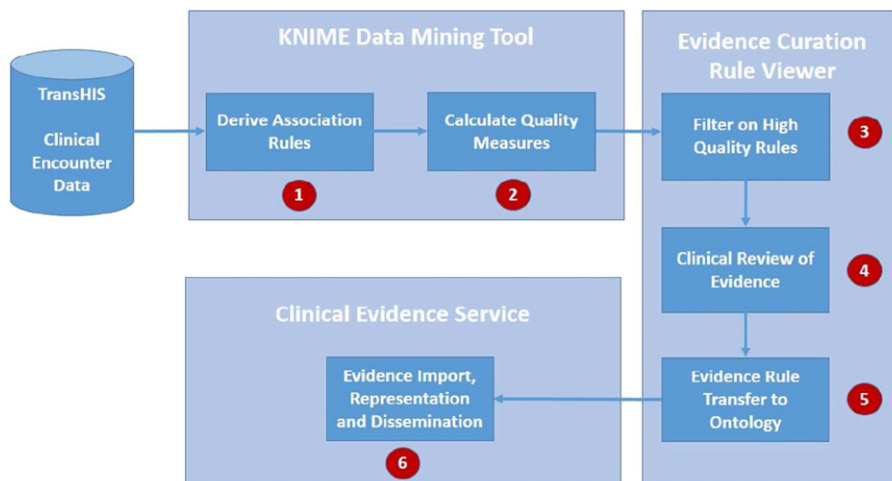 KNIME Data Mining Tool
Evidence Curation
Rule Viewer
TransHIS
Clinical
Encounter
Data
Derive Association
Rules
1
Calculate Quality
Measures
2
Filter on High
Quality Rules
3
Clinical Review of
Evidence
4
Evidence Rule
Transfer to
Ontology
5
Clinical Evidence Service
Evidence Import,
Representation
and Dissemination
6